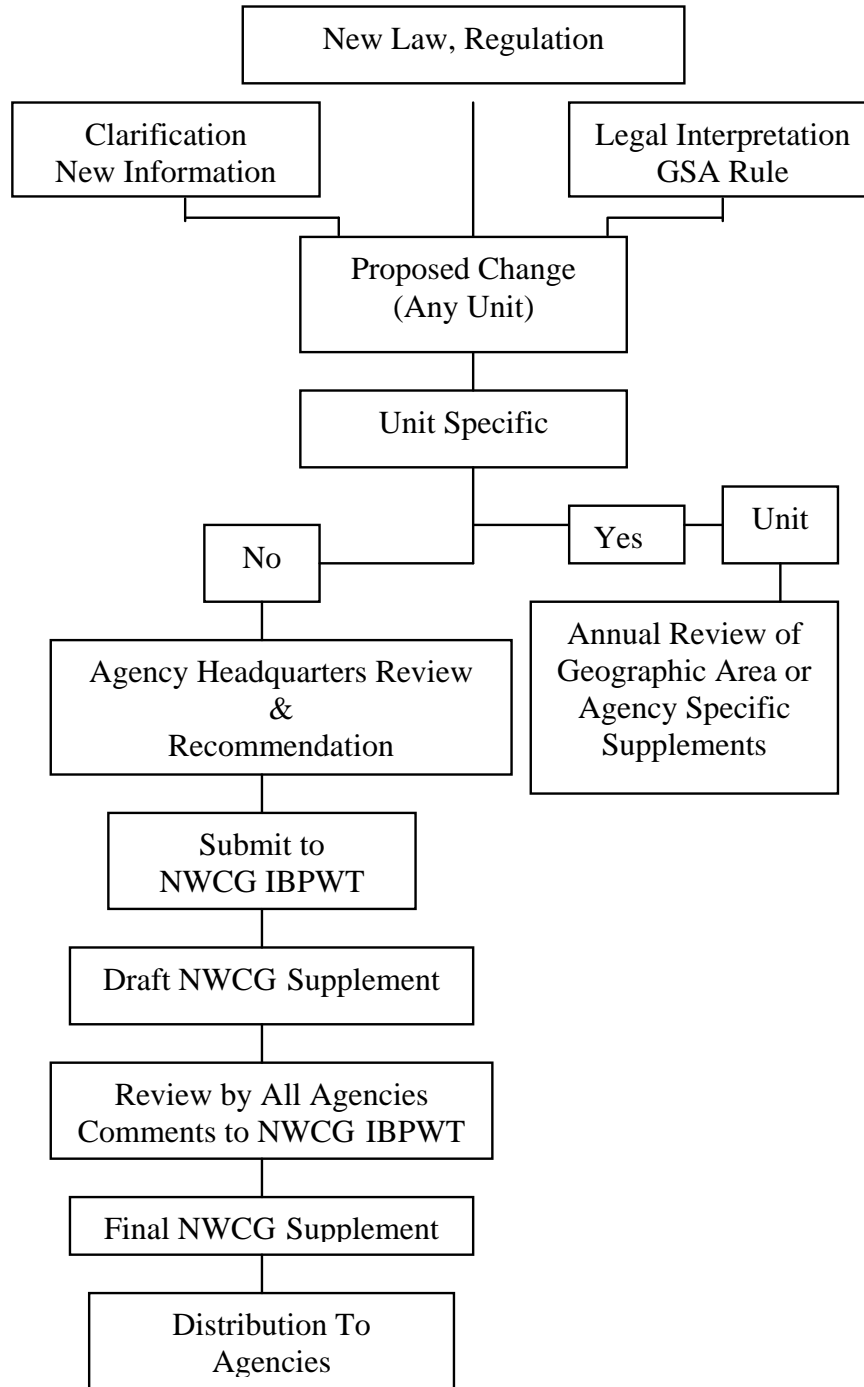 New Law, Regulation
Clarification
New Information
Legal Interpretation
GSA Rule
Proposed Change
(Any Unit)
Unit Specific
No
Yes
Unit
Agency Headquarters Review
&
Recommendation
Annual Review of
Geographic Area or
Agency Specific
Supplements
Submit to
NWCG IBPWT
Draft NWCG Supplement
Review by All Agencies
Comments to NWCG IBPWT
Final NWCG Supplement
Distribution To
Agencies